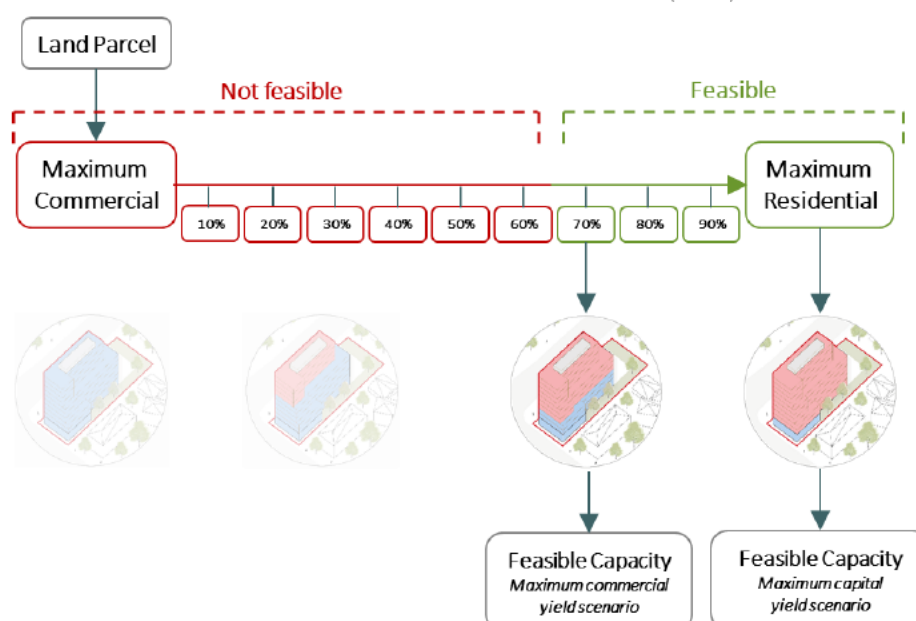 Land Parcel
Not feasible
Feasible
Maximum
Commercial
Maximum
Residential
10%
20%
30%
40%
50%
60%
70%
80%
90%
Feasible Capacity
Maximum commercial
yield scenario
Feasible Capacity
Maximum capital
yield scenario